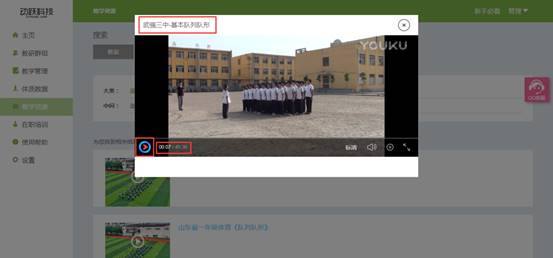 动跃科技
教学资源
新手必看 管理
主页
教研群组
教学管理
体质数据
教学资源
在职培训
使用帮助
设置
搜索
武强三中-基本队列队形
YOUKU
00:07
标清
山东省一年级体育《队列队形》